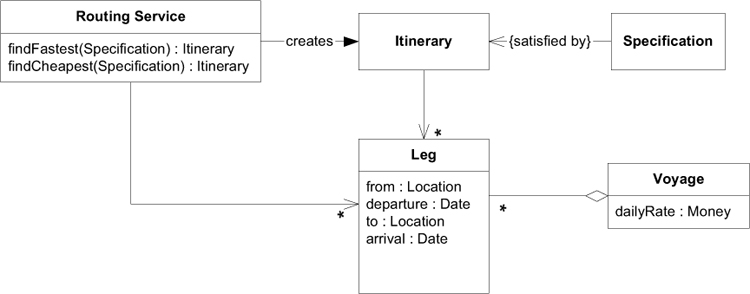 Routing Service
findFastest(Specification) : Itinerary
findCheapest(Specification) : Itinerary
creates
Itinerary
{satisfied by}
Specification
*
Leg
from : Location
departure : Date
to : Location
arrival : Date
*
*
Voyage
dailyRate : Money